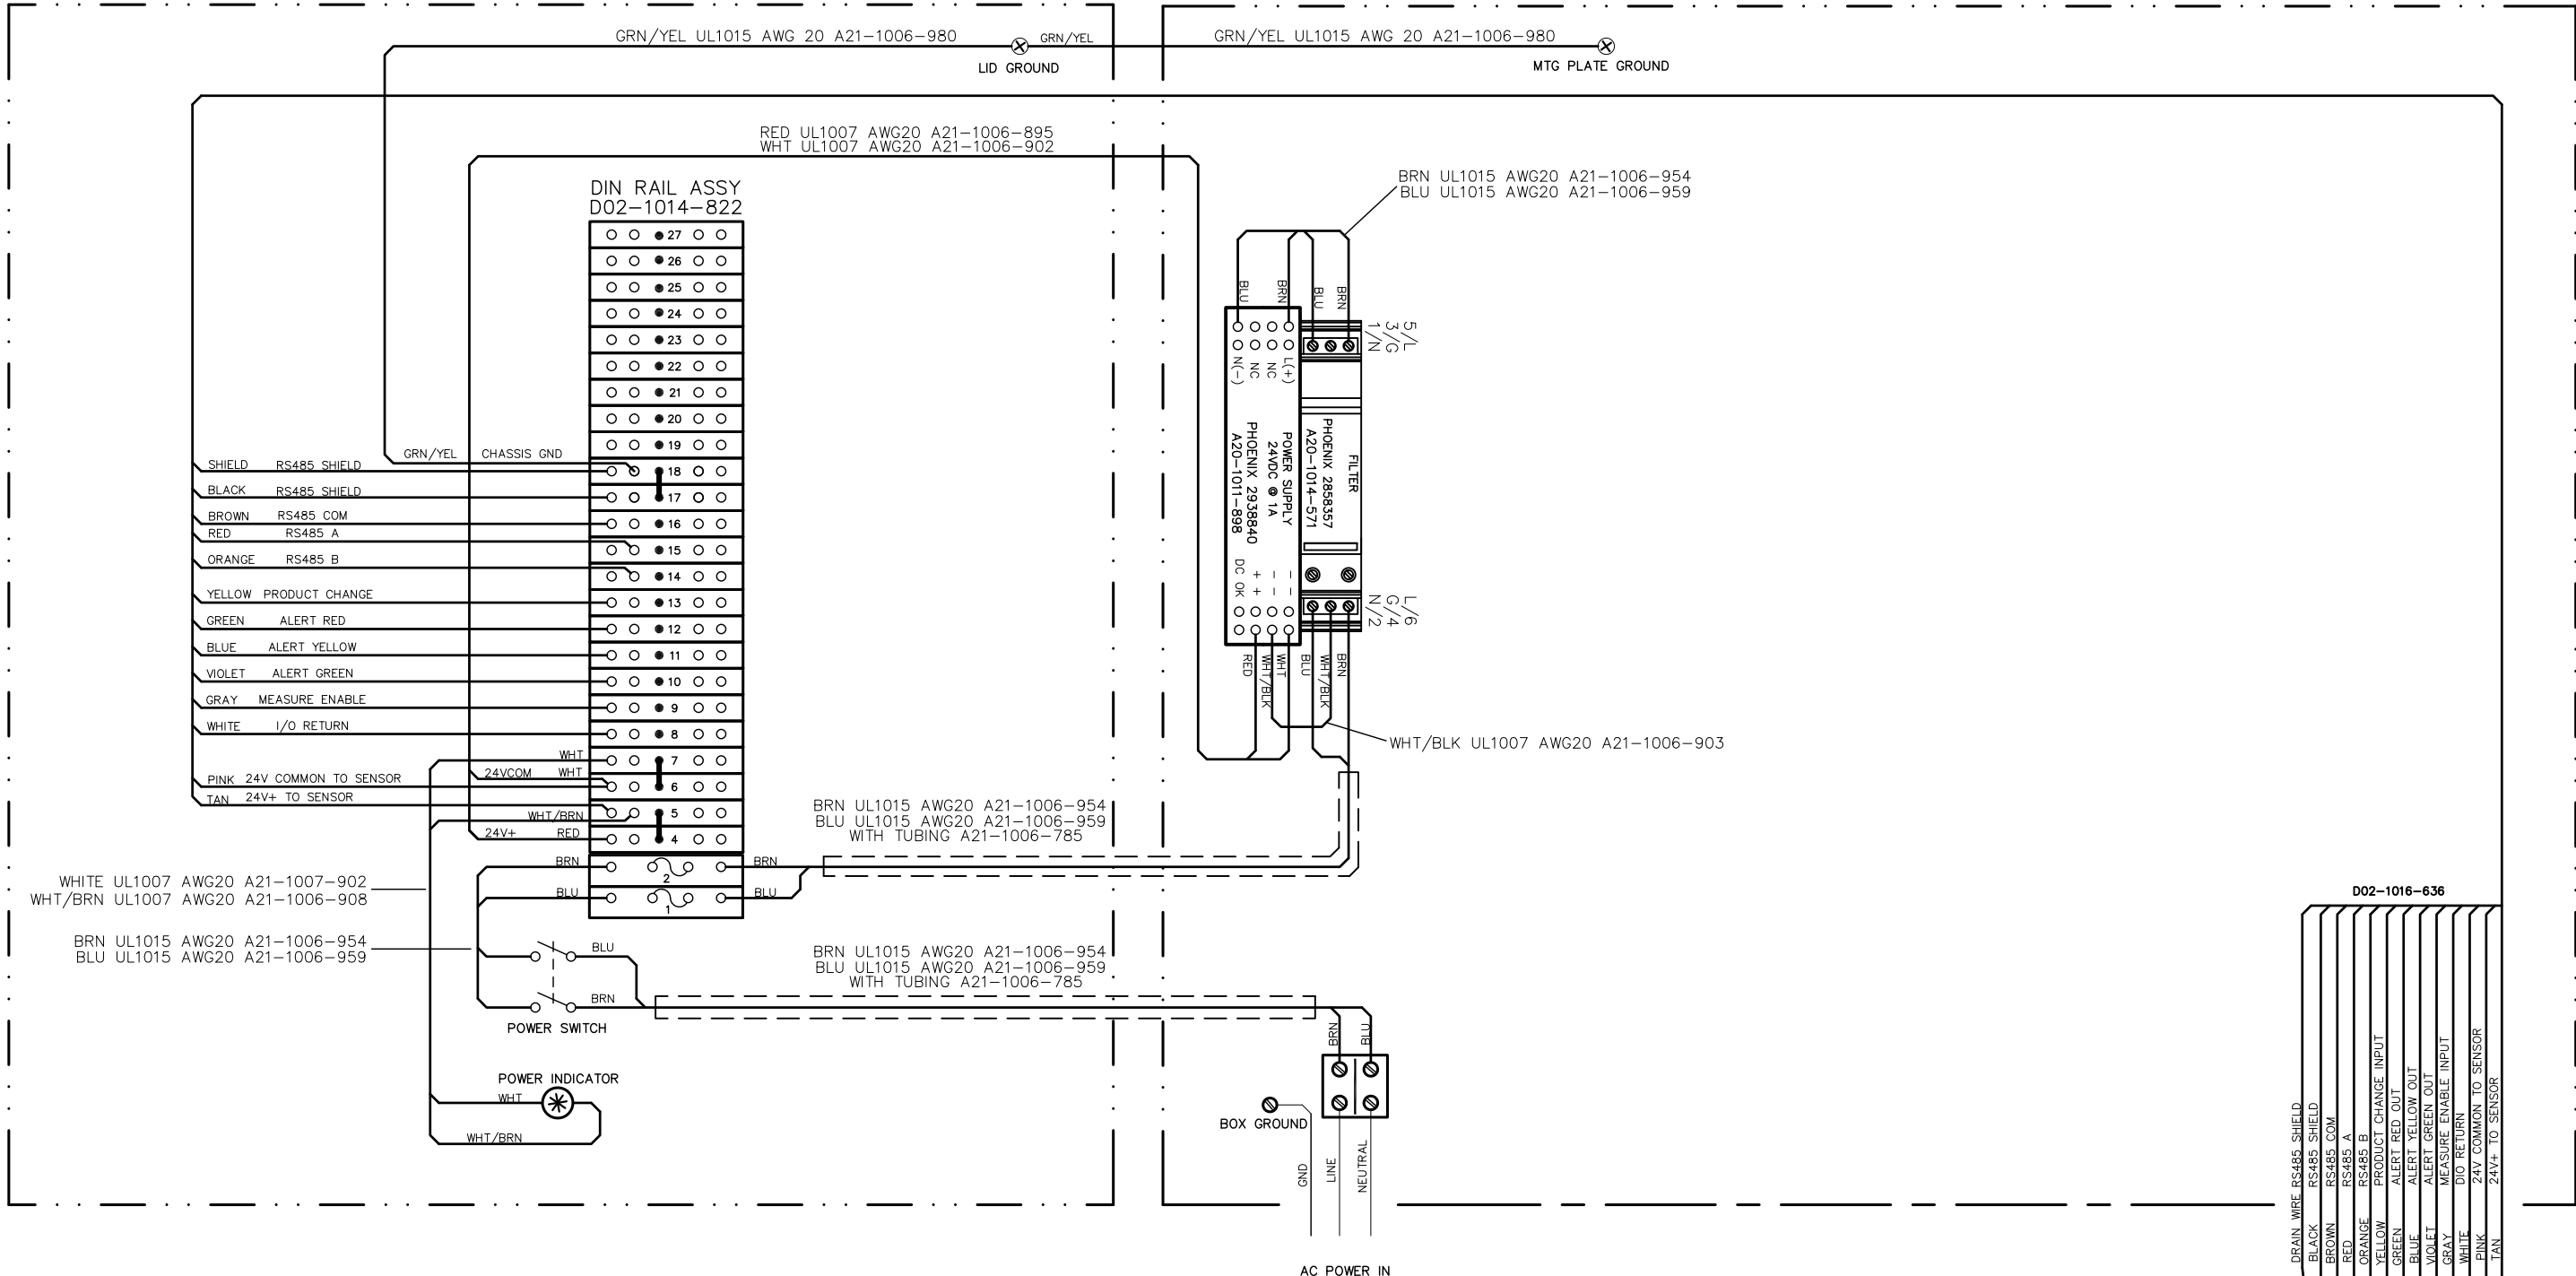 GRN/YEL UL1015 AWG 20 A21-1006-980
GRN/YEL
LID GROUND
GRN/YEL UL1015 AWG 20 A21-1006-980
MTG PLATE GROUND
RED UL1007 AWG20 A21-1006-895
WHT UL1007 AWG20 A21-1006-902
BRN UL1015 AWG20 A21-1006-954
BLU UL1015 AWG20 A21-1006-959
DIN RAIL ASSY
D02-1014-822
27
26
25
24
23
22
21
20
19
18
17
16
15
14
13
12
11
10
9
8
7
6
5
4
2
1
GRN/YEL CHASSIS GND
SHIELD RS485 SHIELD
BLACK RS485 SHIELD
BROWN RS485 COM
RED RS485 A
ORANGE RS485 B
YELLOW PRODUCT CHANGE
GREEN ALERT RED
BLUE ALERT YELLOW
VIOLET ALERT GREEN
GRAY MEASURE ENABLE
WHITE I/O RETURN
WHT
24VCOM WHT
PINK 24V COMMON TO SENSOR
TAN 24V+ TO SENSOR
WHT/BRN
24V+ RED
BRN
BLU
BRN
BLU
BLU
BRN
BLU
BRN
5/L
3/G
1/N
N(-)
NC
NC
L(+)
POWER SUPPLY
24VDC @ 1A
PHOENIX 2938840
A20-1011-898
FILTER
PHOENIX 2858357
A20-1014-571
DC OK
+ +
- -
- -
L/6
G/4
N/2
RED
WHT/BLK
WHT
BLU
WHT/BLK
BRN
WHT/BLK UL1007 AWG20 A21-1006-903
BRN UL1015 AWG20 A21-1006-954
BLU UL1015 AWG20 A21-1006-959
WITH TUBING A21-1006-785
WHITE UL1007 AWG20 A21-1007-902
WHT/BRN UL1007 AWG20 A21-1006-908
BRN UL1015 AWG20 A21-1006-954
BLU UL1015 AWG20 A21-1006-959
BLU
BRN
POWER SWITCH
BRN UL1015 AWG20 A21-1006-954
BLU UL1015 AWG20 A21-1006-959
WITH TUBING A21-1006-785
POWER INDICATOR
WHT
WHT/BRN
BRN
BLU
BOX GROUND
GND
LINE
NEUTRAL
AC POWER IN
D02-1016-636
DRAIN WIRE RS485 SHIELD
BLACK RS485 SHIELD
BROWN RS485 COM
RED RS485 A
ORANGE RS485 B
YELLOW PRODUCT CHANGE INPUT
GREEN ALERT RED OUT
BLUE ALERT YELLOW OUT
VIOLET ALERT GREEN OUT
GRAY MEASURE ENABLE INPUT
WHITE DIO RETURN
PINK 24V COMMON TO SENSOR
TAN 24V+ TO SENSOR